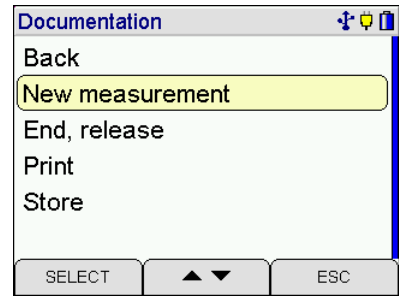 Documentation
Back
New measurement
End, release
Print
Store
SELECT ▲ ▼ ESC